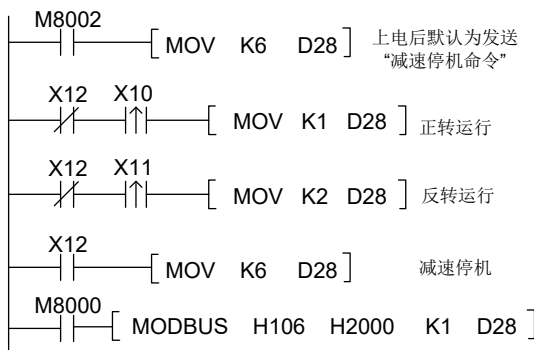 M8002
MOV K6 D28 上电后默认为发送
“减速停机命令”
X12 X10
MOV K1 D28 正转运行
X12 X11
MOV K2 D28 反转运行
X12
MOV K6 D28 减速停机
M8000
MODBUS H106 H2000 K1 D28